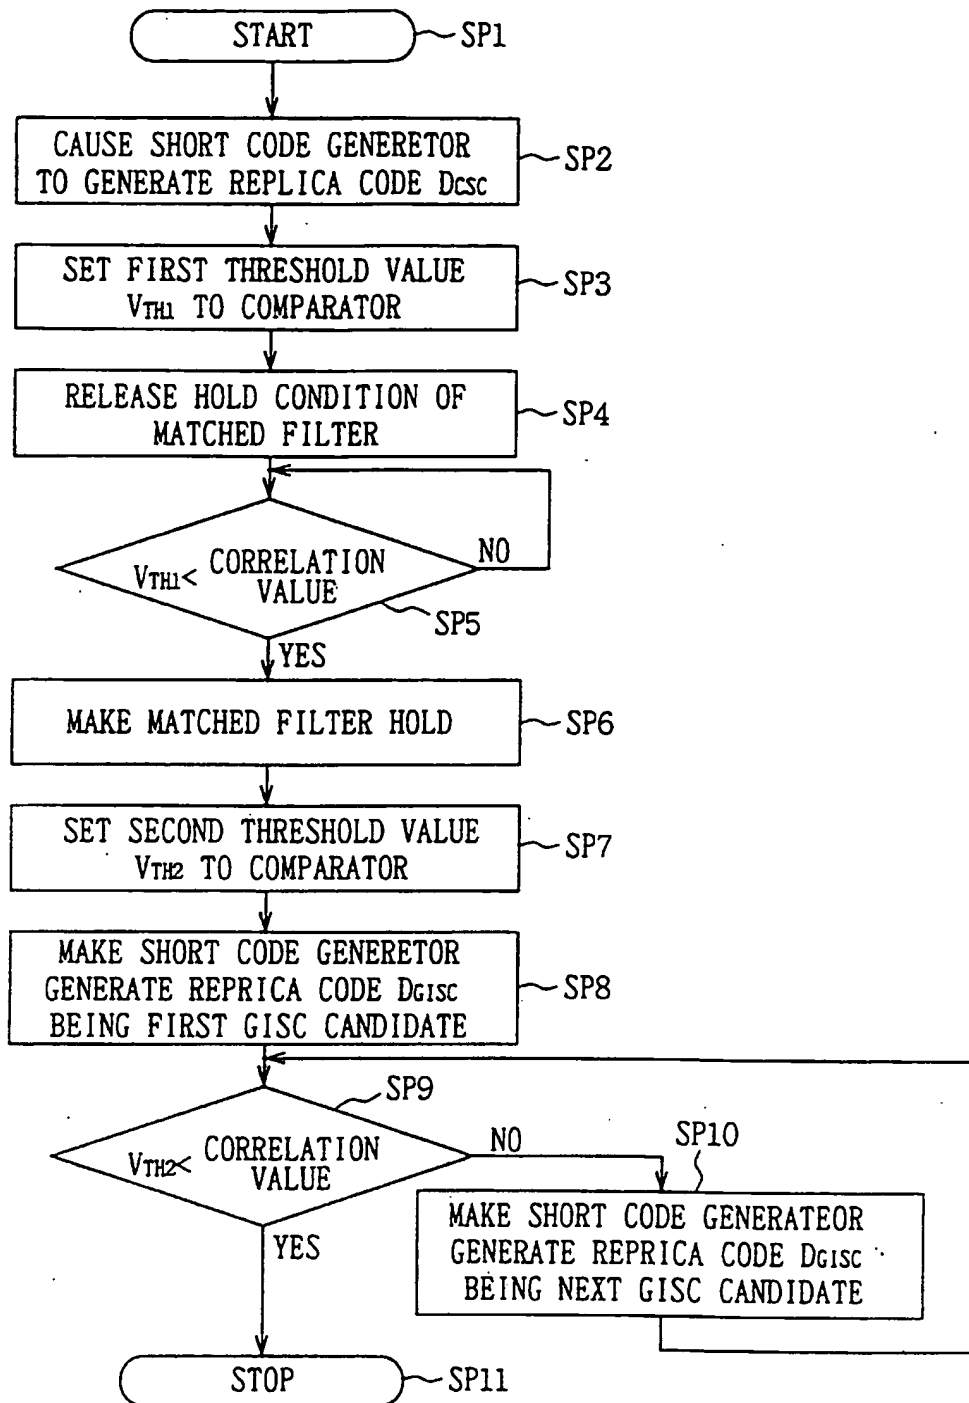 START
SP1
CAUSE SHORT CODE GENERETOR
TO GENERATE REPLICA CODE DCSC
SP2
SET FIRST THRESHOLD VALUE
VTH1 TO COMPARATOR
SP3
RELEASE HOLD CONDITION OF
MATCHED FILTER
SP4
VTH1< CORRELATION
VALUE
NO
SP5
YES
MAKE MATCHED FILTER HOLD
SP6
SET SECOND THRESHOLD VALUE
VTH2 TO COMPARATOR
SP7
MAKE SHORT CODE GENERETOR
GENERATE REPRICA CODE DGISC
BEING FIRST GISC CANDIDATE
SP8
SP9
VTH2< CORRELATION
VALUE
NO
YES
SP10
MAKE SHORT CODE GENERATEOR
GENERATE REPRICA CODE DGISC
BEING NEXT GISC CANDIDATE
STOP
SP11